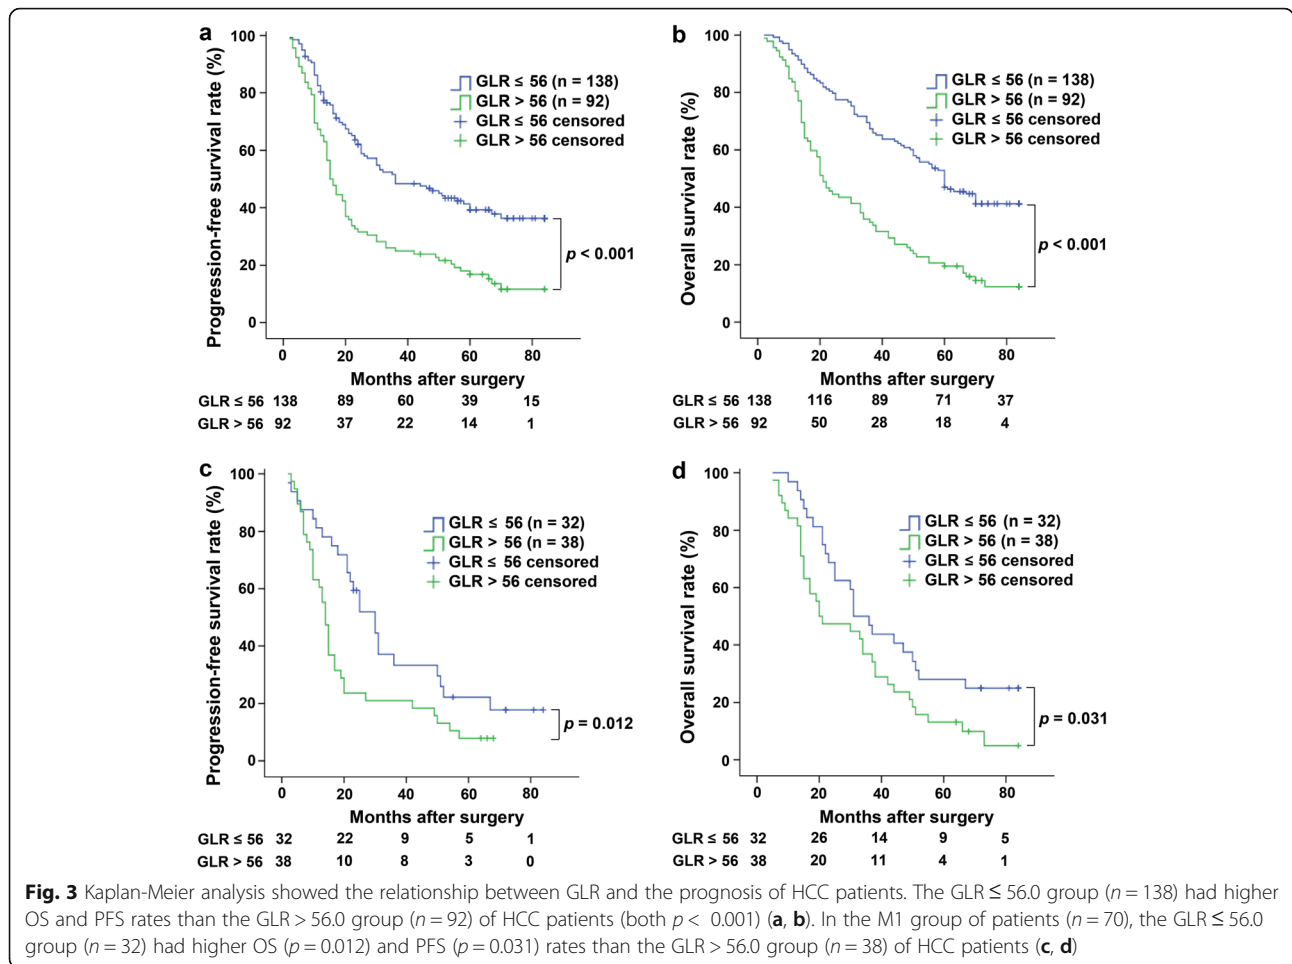 a
Progression-free survival rate (%)
100
80
60
40
20
0
GLR ≤ 56 (n = 138)
GLR > 56 (n = 92)
GLR ≤ 56 censored
GLR > 56 censored
p < 0.001
0 20 40 60 80
Months after surgery
GLR ≤ 56 138 89 60 39 15
GLR > 56 92 37 22 14 1
b
Overall survival rate (%)
100
80
60
40
20
0
GLR ≤ 56 (n = 138)
GLR > 56 (n = 92)
GLR ≤ 56 censored
GLR > 56 censored
p < 0.001
0 20 40 60 80
Months after surgery
GLR ≤ 56 138 116 89 71 37
GLR > 56 92 50 28 18 4
c
Progression-free survival rate (%)
100
80
60
40
20
0
GLR ≤ 56 (n = 32)
GLR > 56 (n = 38)
GLR ≤ 56 censored
GLR > 56 censored
p = 0.012
0 20 40 60 80
Months after surgery
GLR ≤ 56 32 22 9 5 1
GLR > 56 38 10 8 3 0
d
Overall survival rate (%)
100
80
60
40
20
0
GLR ≤ 56 (n = 32)
GLR > 56 (n = 38)
GLR ≤ 56 censored
GLR > 56 censored
p = 0.031
0 20 40 60 80
Months after surgery
GLR ≤ 56 32 26 14 9 5
GLR > 56 38 20 11 4 1
Fig. 3 Kaplan-Meier analysis showed the relationship between GLR and the prognosis of HCC patients. The GLR ≤ 56.0 group (n = 138) had higher
OS and PFS rates than the GLR > 56.0 group (n = 92) of HCC patients (both p < 0.001) (a, b). In the M1 group of patients (n = 70), the GLR ≤ 56.0
group (n = 32) had higher OS (p = 0.012) and PFS (p = 0.031) rates than the GLR > 56.0 group (n = 38) of HCC patients (c, d)